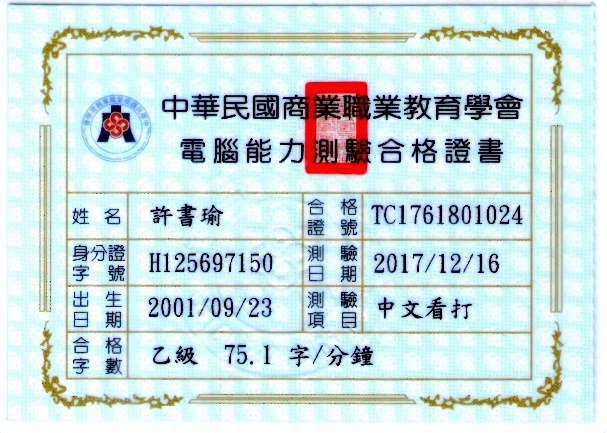 中華民國商業職業教育學會
電腦能力測驗合格證書
姓名 許書瑜 合格證號 TC1761801024
身分證字號 H125697150 測驗日期 2017/12/16
出生日期 2001/09/23 測驗項目 中文看打
合格字數 乙級 75.1 字/分鐘